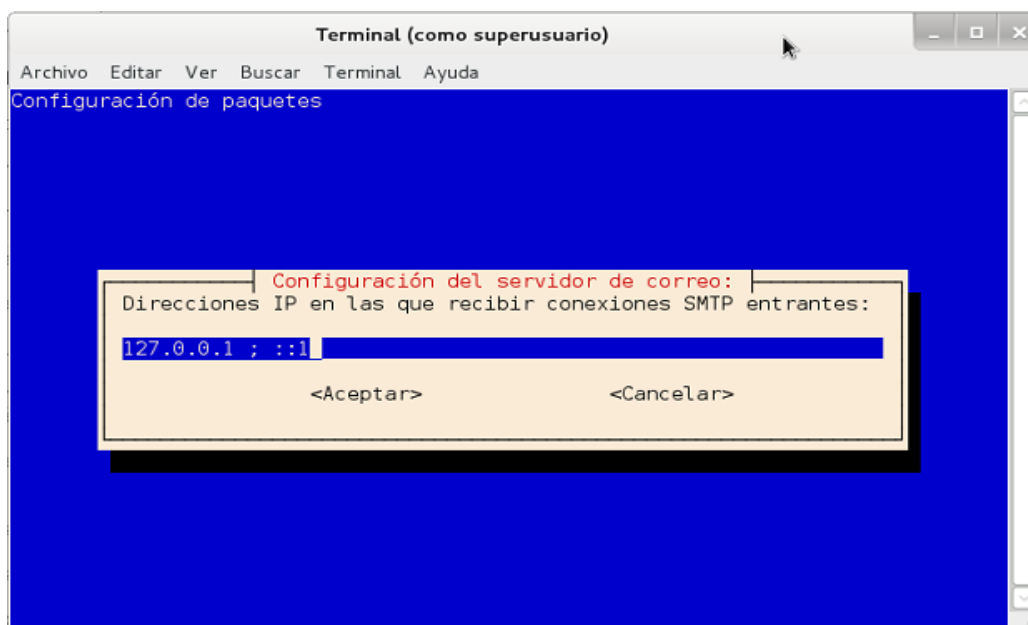 Terminal (como superusuario)
Archivo Editar Ver Buscar Terminal Ayuda
Configuración de paquetes
Configuración del servidor de correo:
Direcciones IP en las que recibir conexiones SMTP entrantes:
127.0.0.1 ; ::1
<Aceptar> <Cancelar>